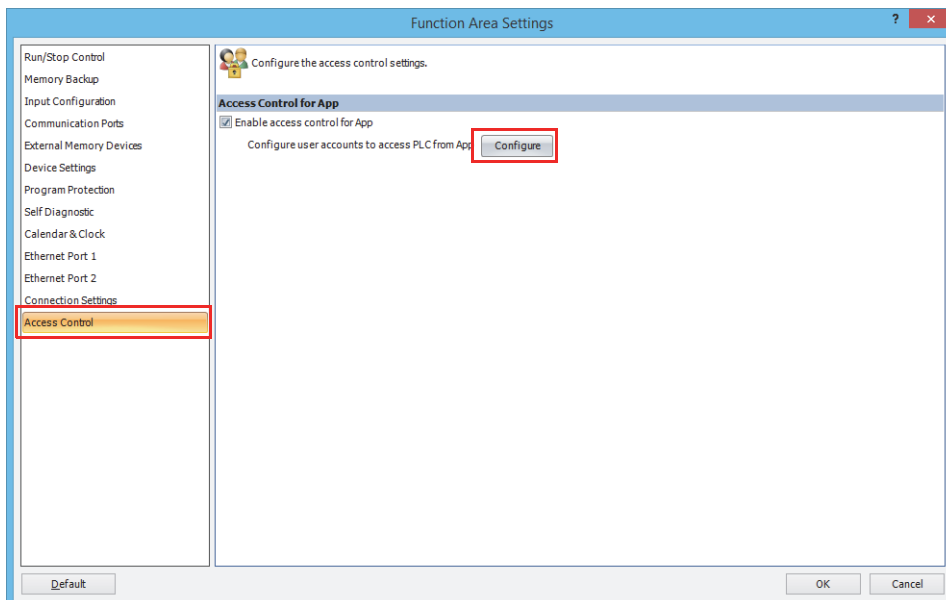 Function Area Settings
?
Run/Stop Control
Memory Backup
Input Configuration
Communication Ports
External Memory Devices
Device Settings
Program Protection
Self Diagnostic
Calendar & Clock
Ethernet Port 1
Ethernet Port 2
Connection Settings
Access Control
Configure the access control settings.
Access Control for App
Enable access control for App
Configure user accounts to access PLC from App
Configure
Default
OK
Cancel